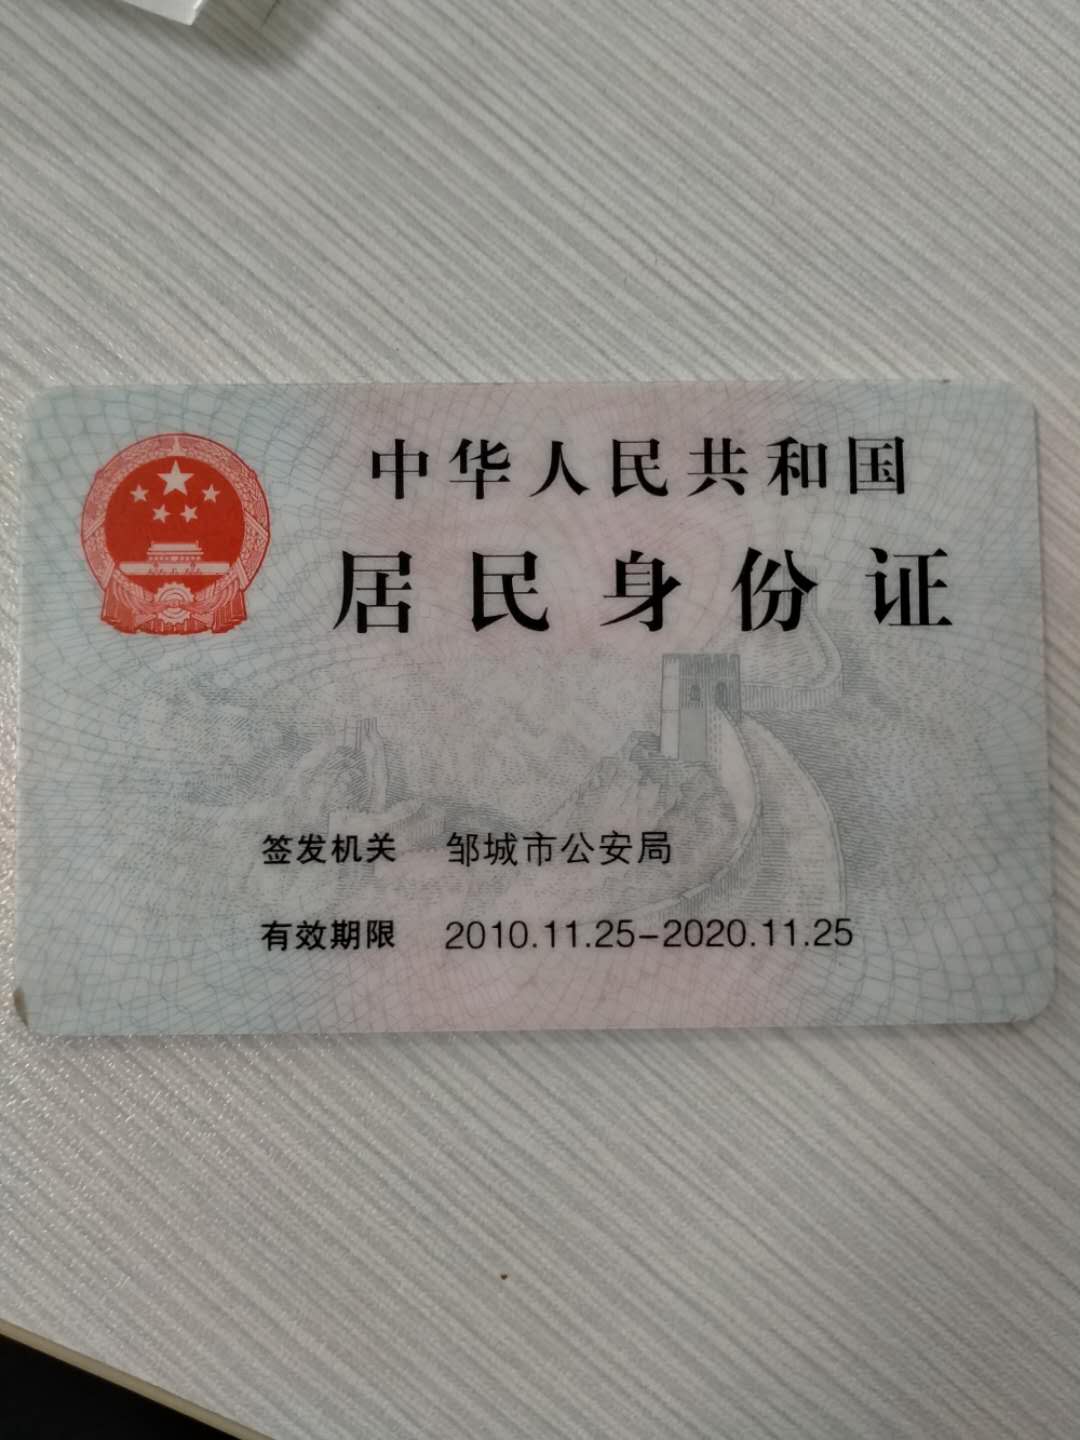 中华人民共和国
居民身份证
签发机关 邹城市公安局
有效期限 2010.11.25-2020.11.25